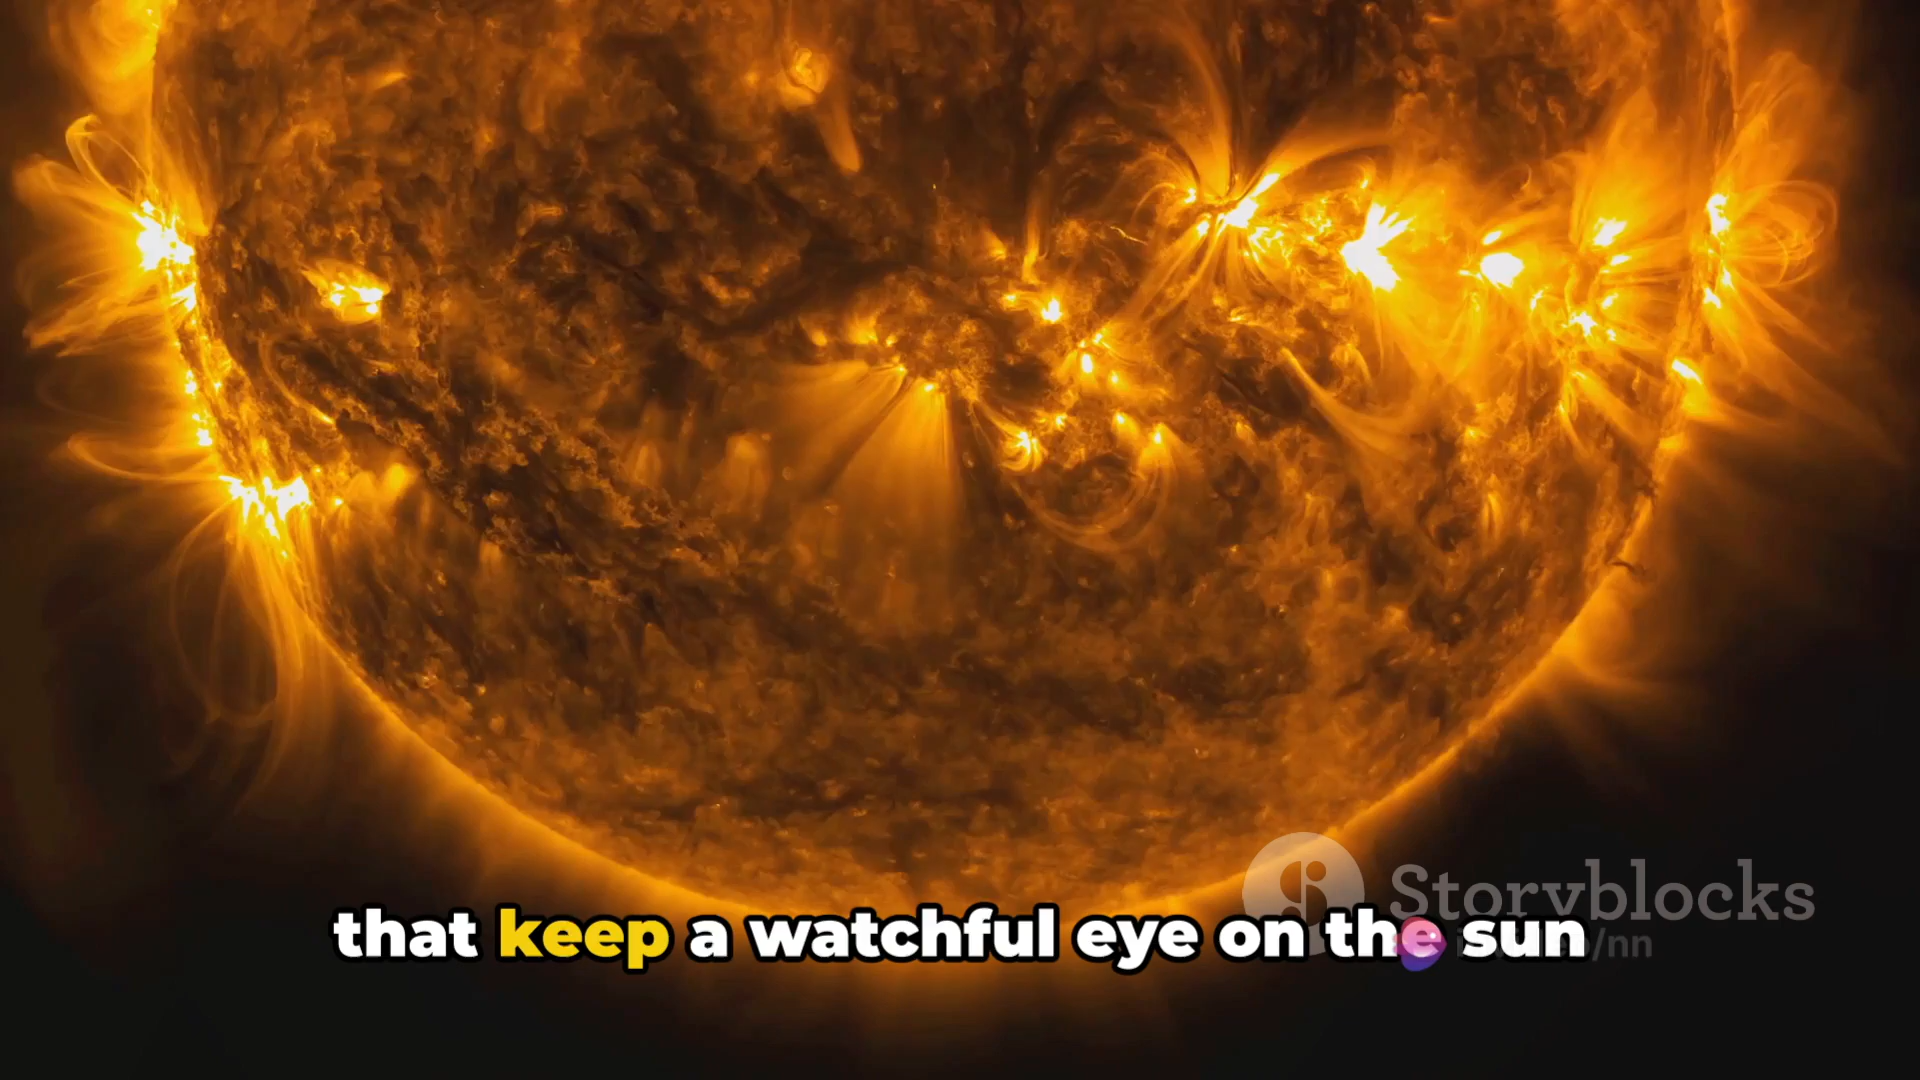 Storyblocks
that keep a watchful eye on the sun